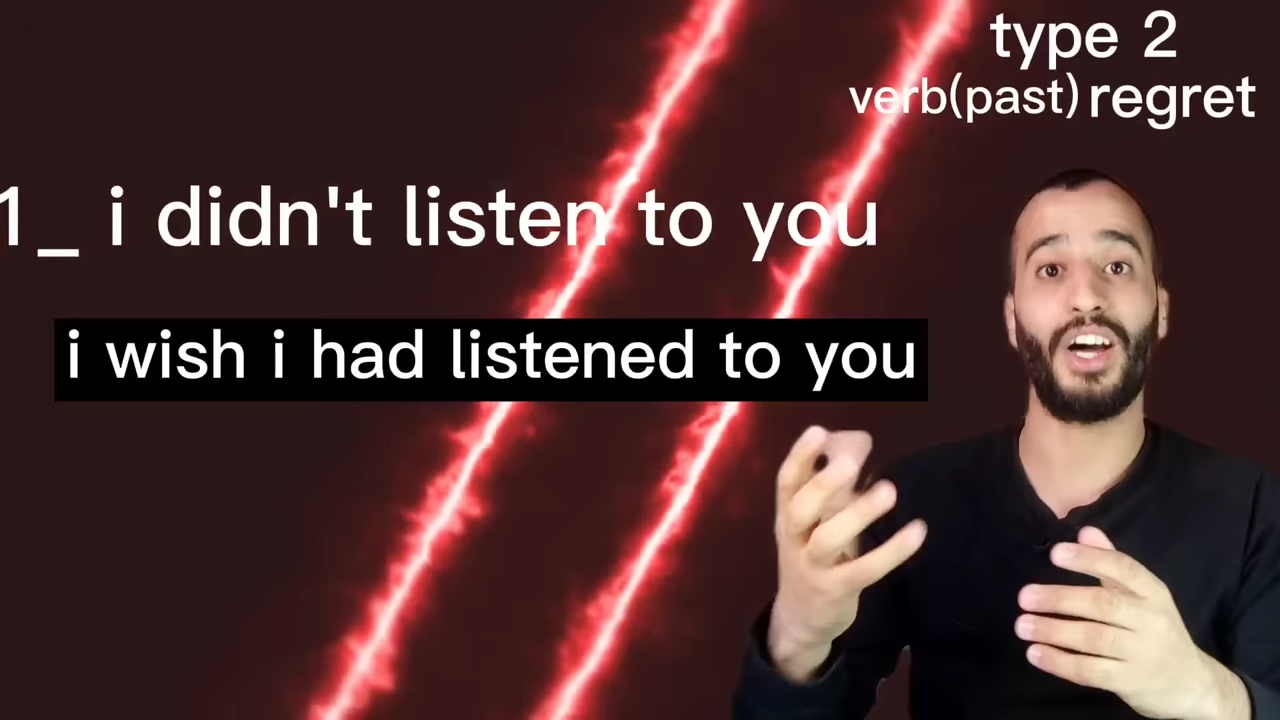 type 2
verb(past) regret
1_ i didn't listen to you
i wish i had listened to you